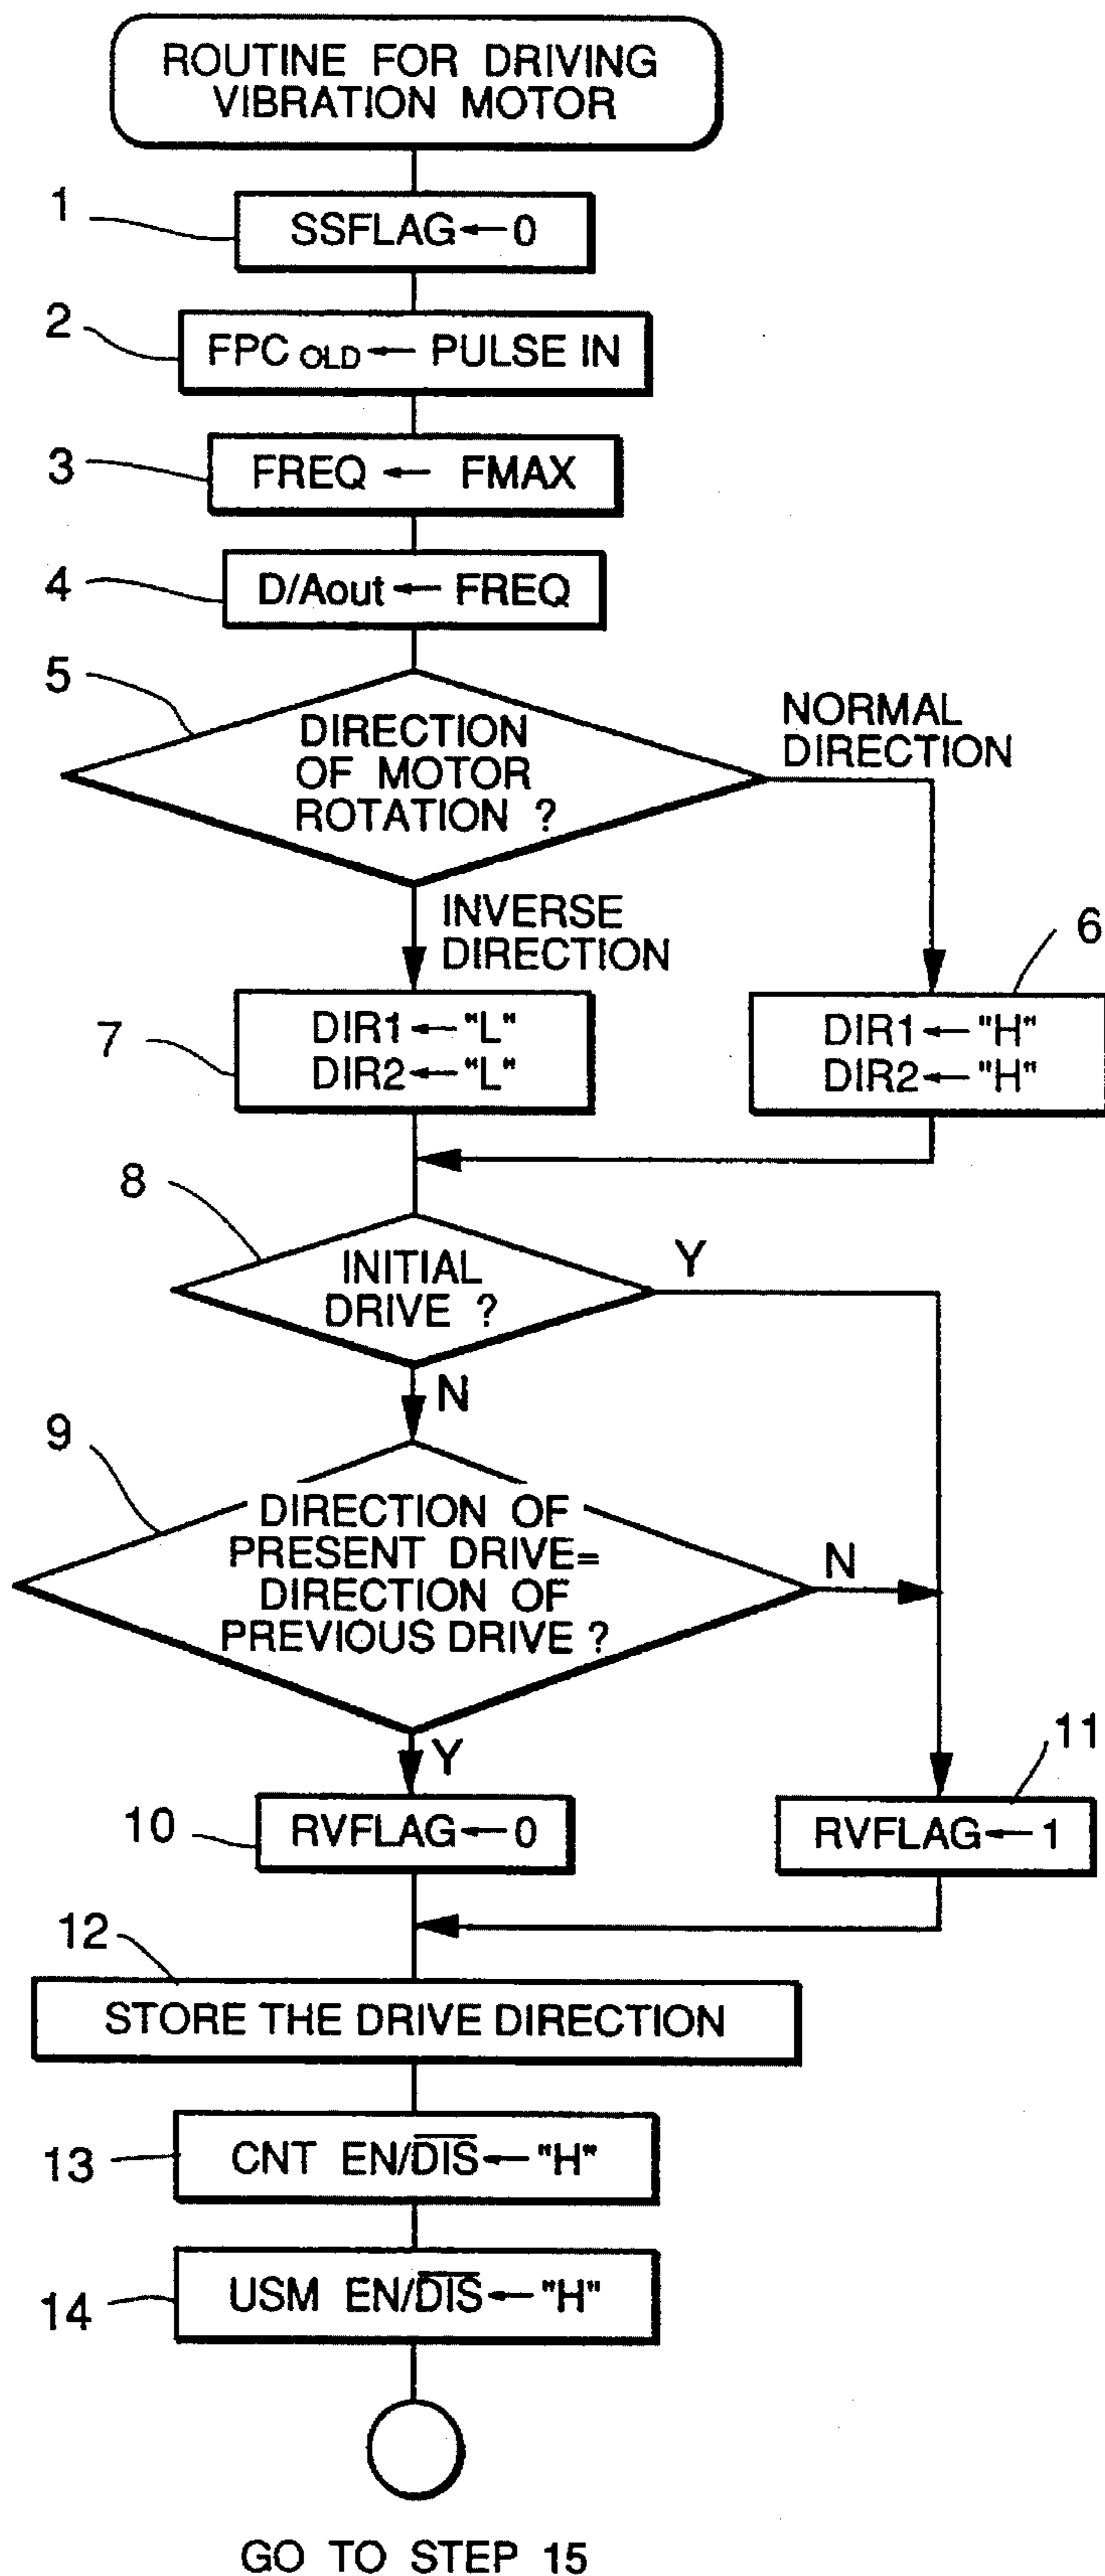 ROUTINE FOR DRIVING
VIBRATION MOTOR
1
SSFLAG←0
2
FPC OLD ← PULSE IN
3
FREQ ← FMAX
4
D/Aout ← FREQ
5
DIRECTION
OF MOTOR
ROTATION ?
NORMAL
DIRECTION
INVERSE
DIRECTION
6
7
DIR1←"L"
DIR2←"L"
DIR1←"H"
DIR2←"H"
8
INITIAL
DRIVE ?
Y
N
9
DIRECTION OF
PRESENT DRIVE=
DIRECTION OF
PREVIOUS DRIVE ?
N
Y
10
RVFLAG←0
11
RVFLAG←1
12
STORE THE DRIVE DIRECTION
13
CNT EN/D̅I̅S̅←"H"
14
USM EN/D̅I̅S̅←"H"
GO TO STEP 15